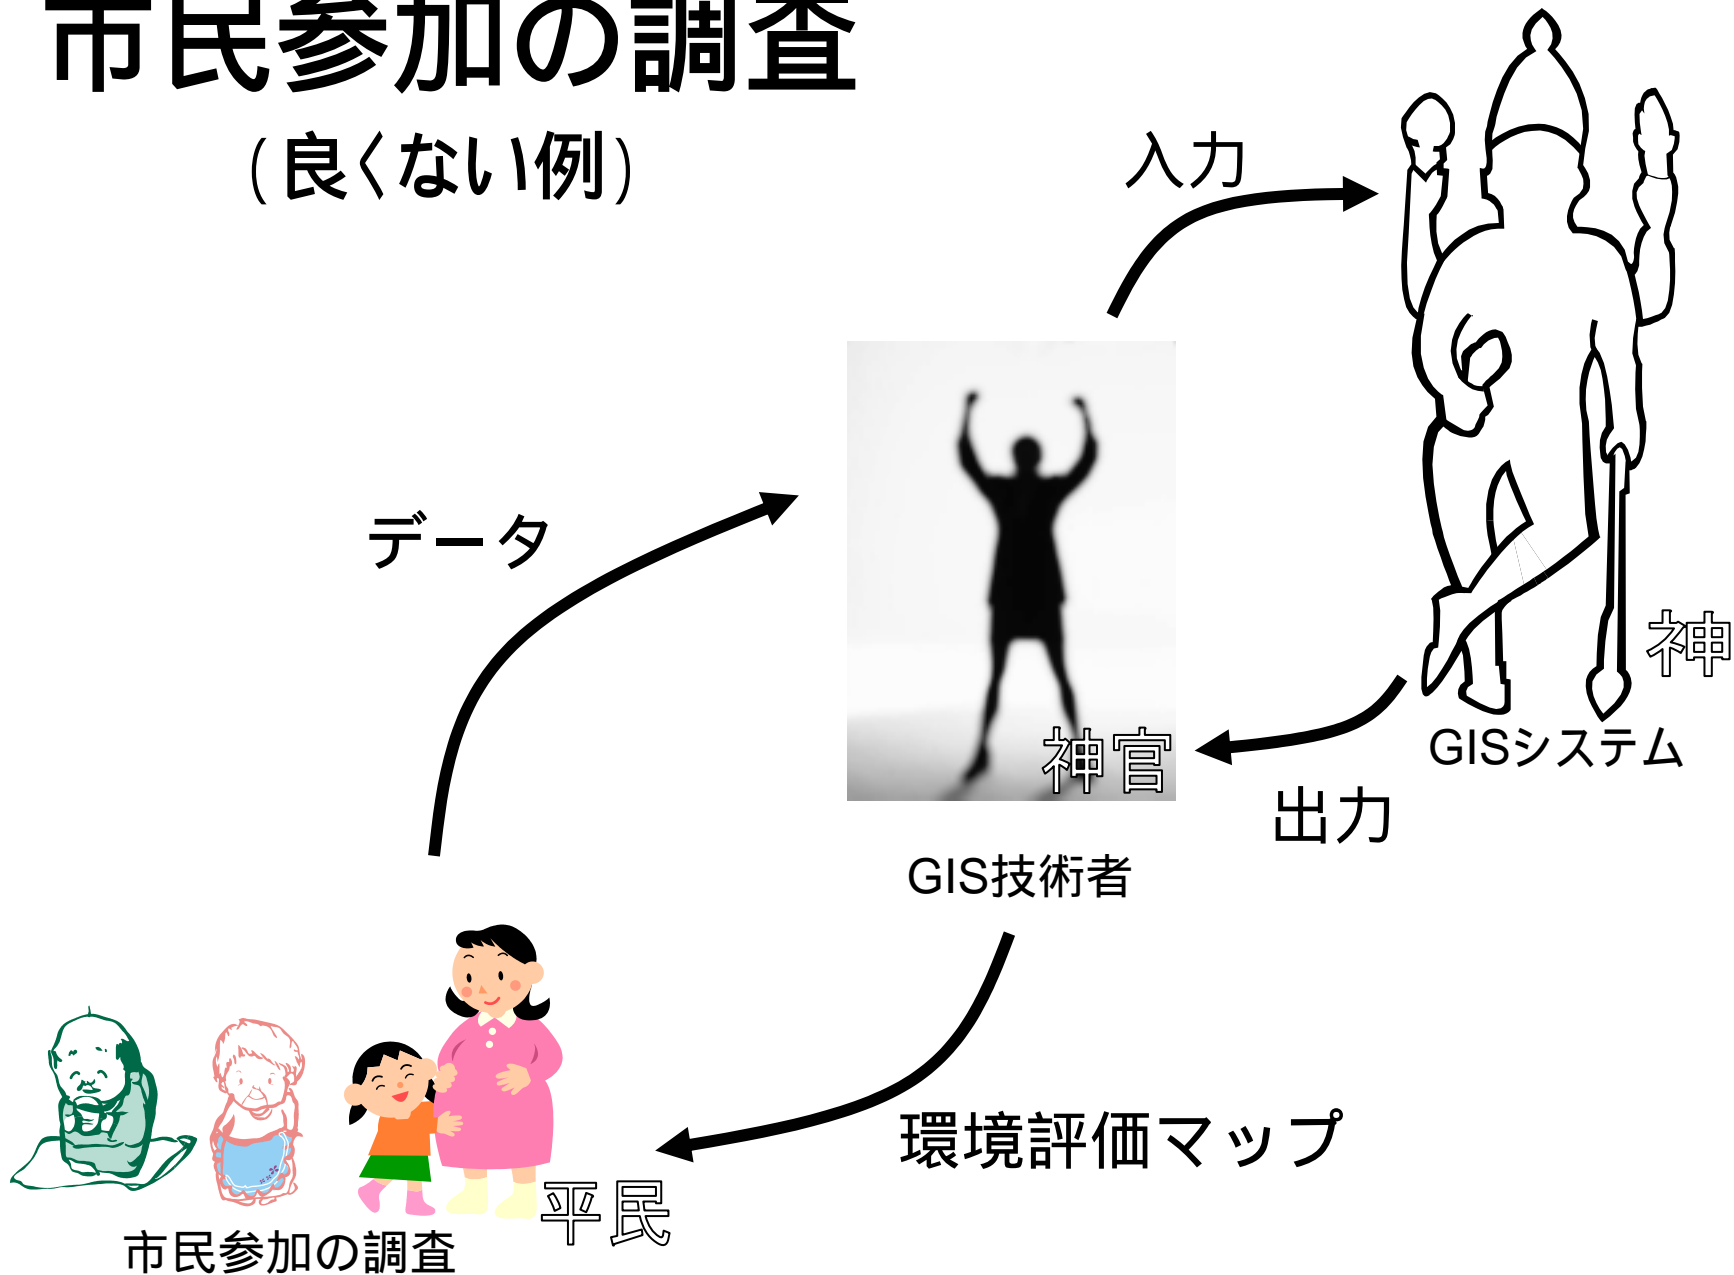 市民参加の調査
(良くない例)
入力
データ
神
神官
GISシステム
出力
GIS技術者
環境評価マップ
平民
市民参加の調査